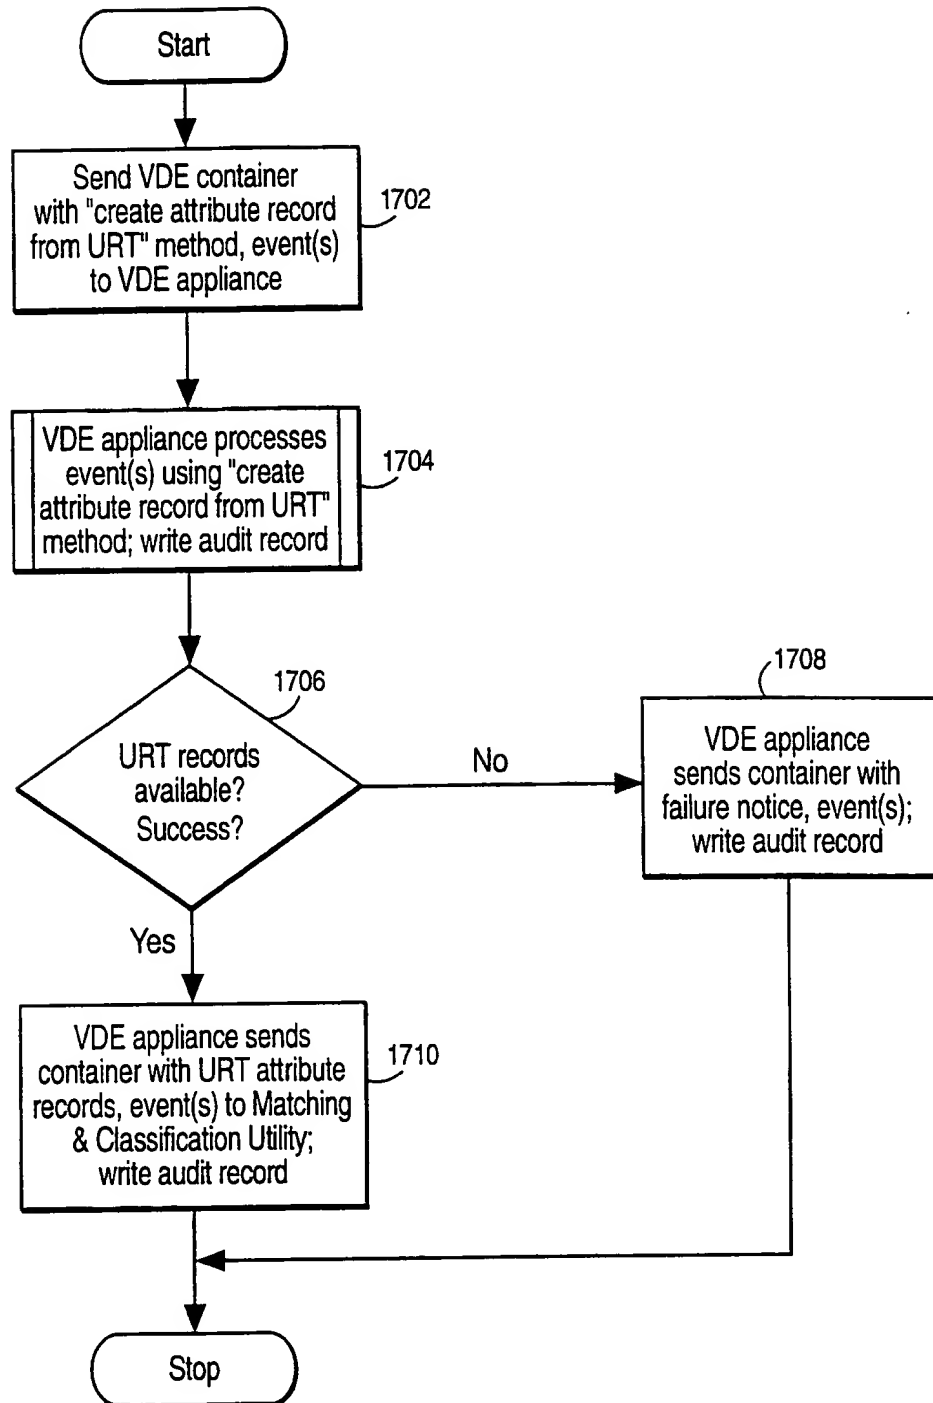 Start
Send VDE container
with "create attribute record
from URT" method, event(s)
to VDE appliance
1702
VDE appliance processes
event(s) using "create
attribute record from URT"
method; write audit record
1704
1706
URT records
available?
Success?
No
1708
VDE appliance
sends container with
failure notice, event(s);
write audit record
Yes
VDE appliance sends
container with URT attribute
records, event(s) to Matching
& Classification Utility;
write audit record
1710
Stop